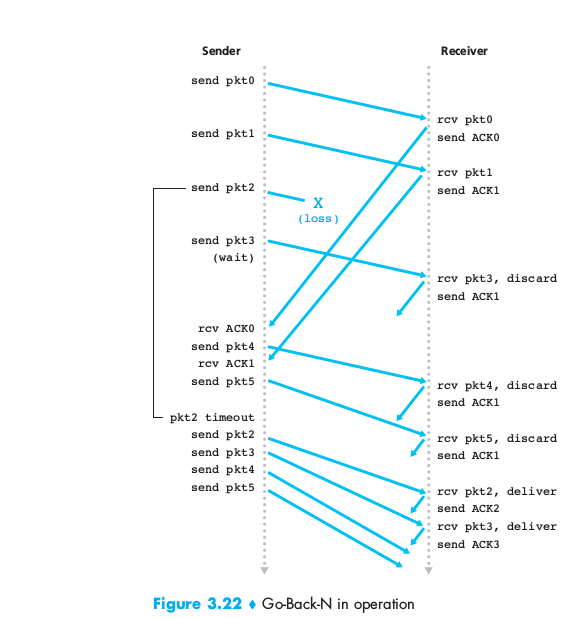 Sender
Receiver
send pkt0
rcv pkt0
send ACK0
send pkt1
rcv pkt1
send ACK1
send pkt2
X
(loss)
send pkt3
(wait)
rcv pkt3, discard
send ACK1
rcv ACK0
send pkt4
rcv ACK1
send pkt5
rcv pkt4, discard
send ACK1
pkt2 timeout
send pkt2
send pkt3
send pkt4
send pkt5
rcv pkt5, discard
send ACK1
rcv pkt2, deliver
send ACK2
rcv pkt3, deliver
send ACK3
Figure 3.22 ♦ Go-Back-N in operation